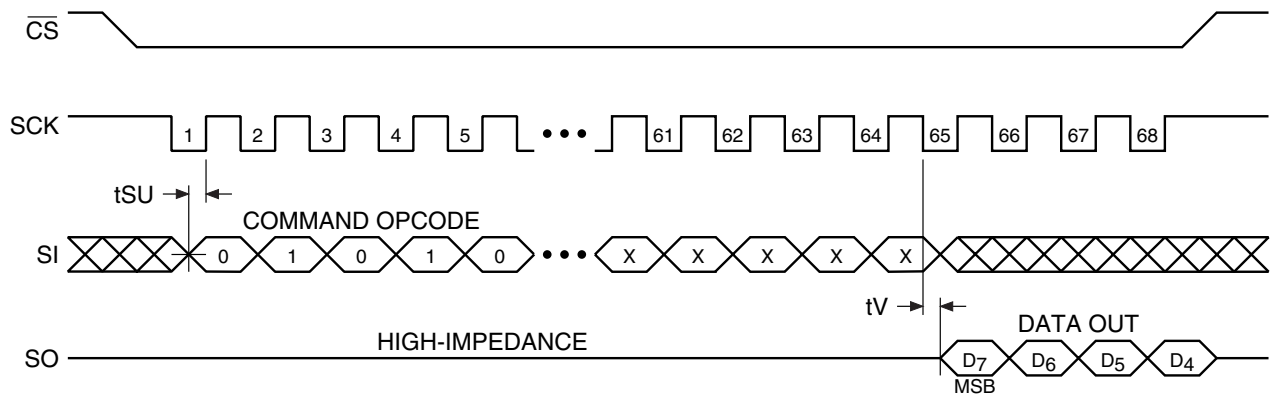 CS
SCK 1 2 3 4 5 ••• 61 62 63 64 65 66 67 68
tSU
COMMAND OPCODE
SI 0 1 0 1 0 ••• X X X X X
tV
HIGH-IMPEDANCE DATA OUT
SO D7 D6 D5 D4
MSB